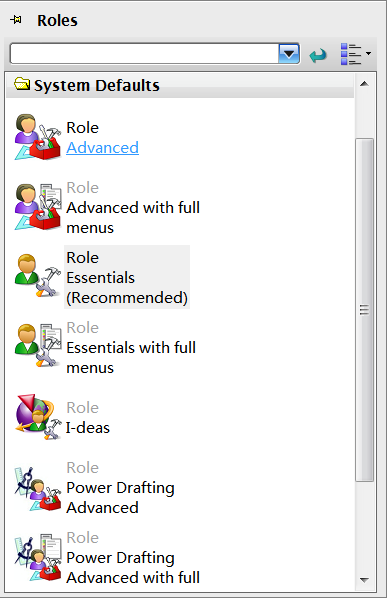 Roles
System Defaults
Role
Advanced
Role
Advanced with full
menus
Role
Essentials
(Recommended)
Role
Essentials with full
menus
Role
I-deas
Role
Power Drafting
Advanced
Role
Power Drafting
Advanced with full